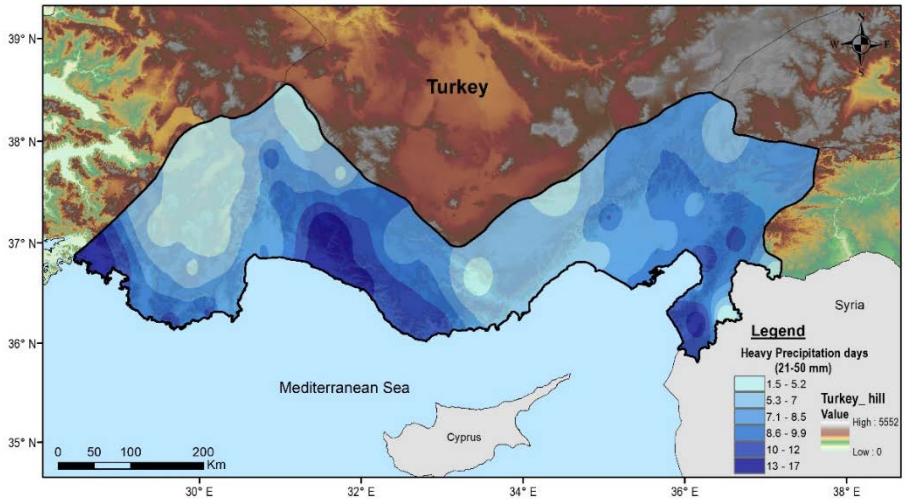 39° N
38° N
37° N
36° N
35° N
Turkey
N
W E
S
Syria
Mediterranean Sea
Cyprus
Legend
Heavy Precipitation days
(21-50 mm)
1.5 - 5.2
5.3 - 7
7.1 - 8.5
8.6 - 9.9
10 - 12
13 - 17
Turkey_ hill
Value
High : 5552
Low : 0
0 50 100 200
Km
30° E 32° E 34° E 36° E 38° E